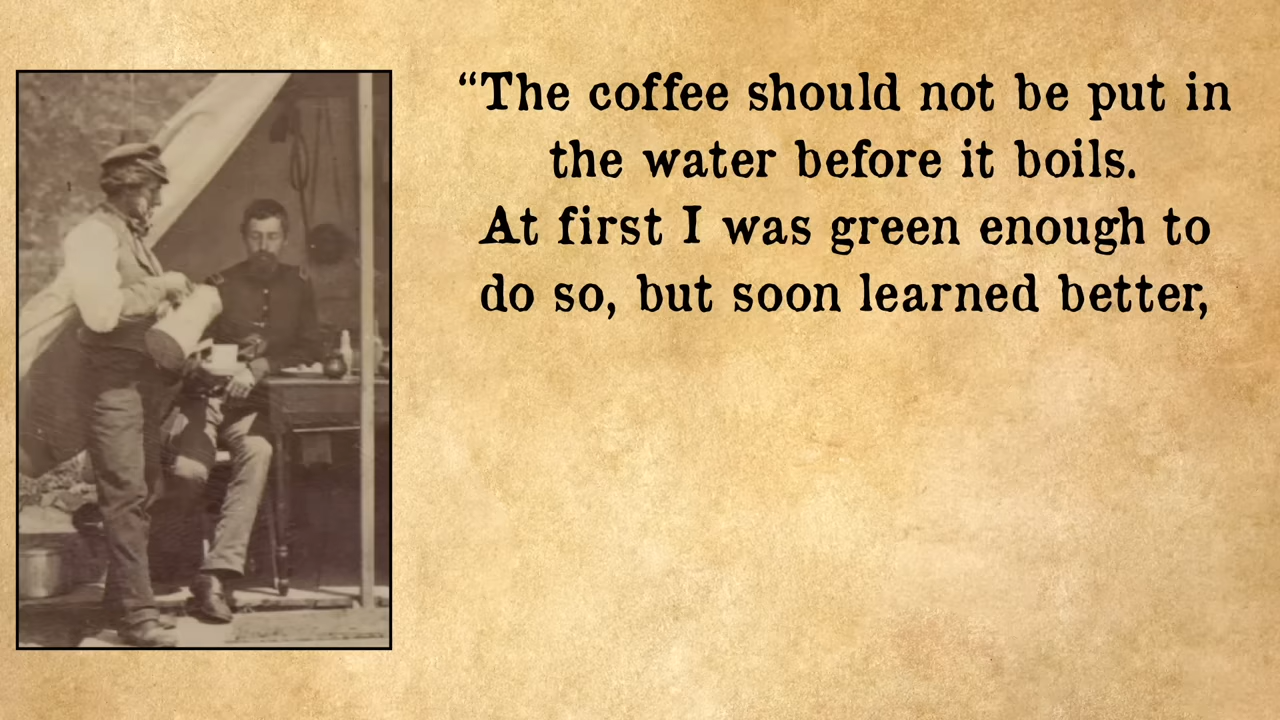 “The coffee should not be put in
the water before it boils.
At first I was green enough to
do so, but soon learned better,